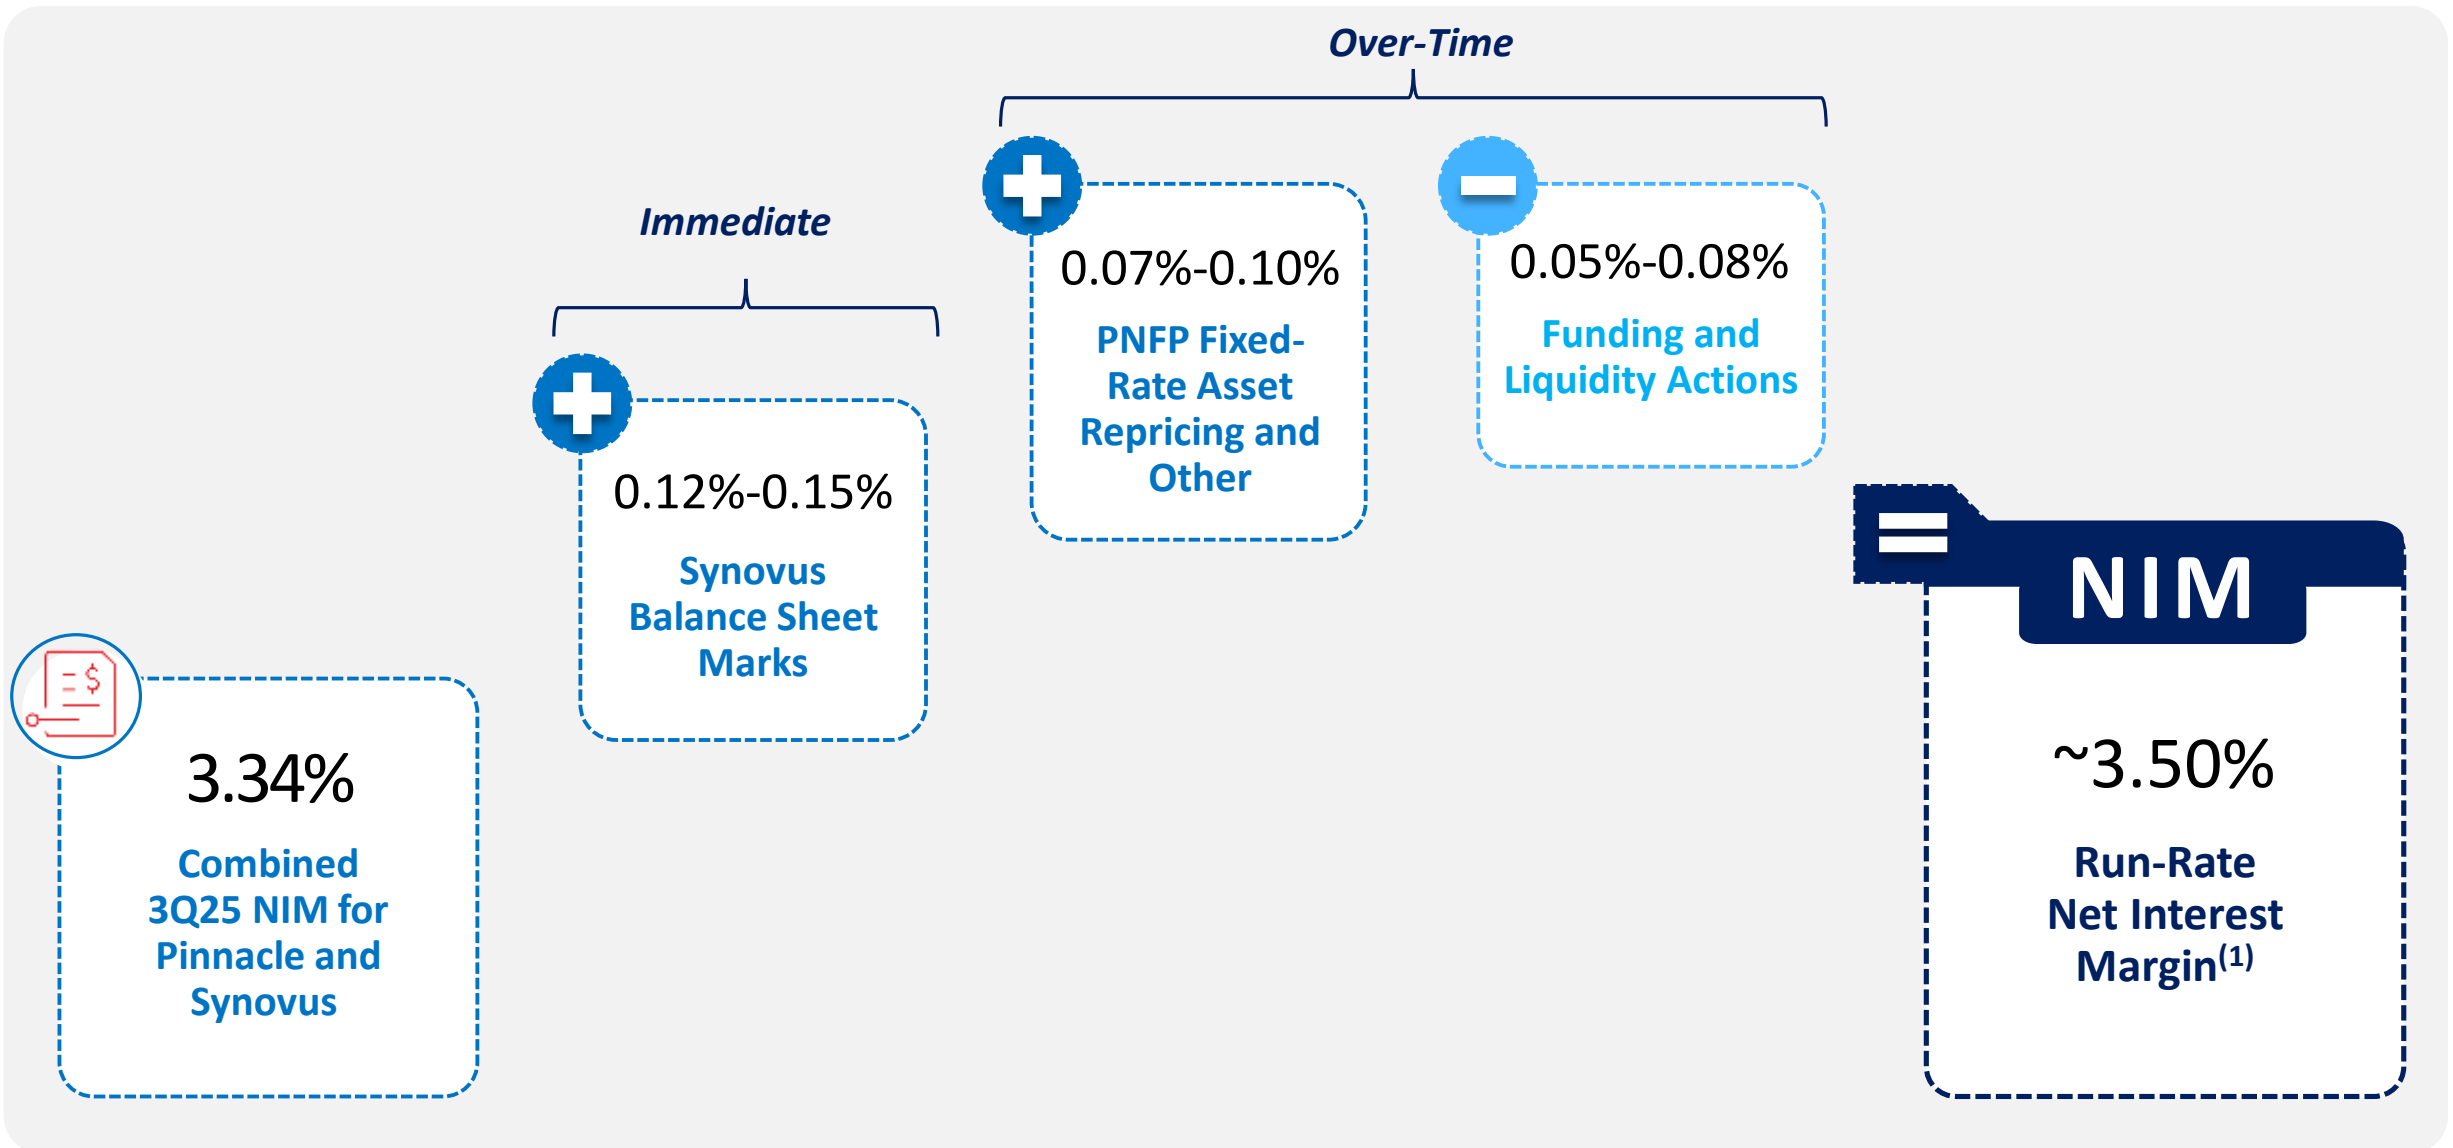 Over-Time
Immediate
0.07%-0.10%
PNFP Fixed-
Rate Asset
Repricing and
Other
0.05%-0.08%
Funding and
Liquidity Actions
0.12%-0.15%
Synovus
Balance Sheet
Marks
$
3.34%
Combined
3Q25 NIM for
Pinnacle and
Synovus
NIM
~3.50%
Run-Rate
Net Interest
Margin(1)